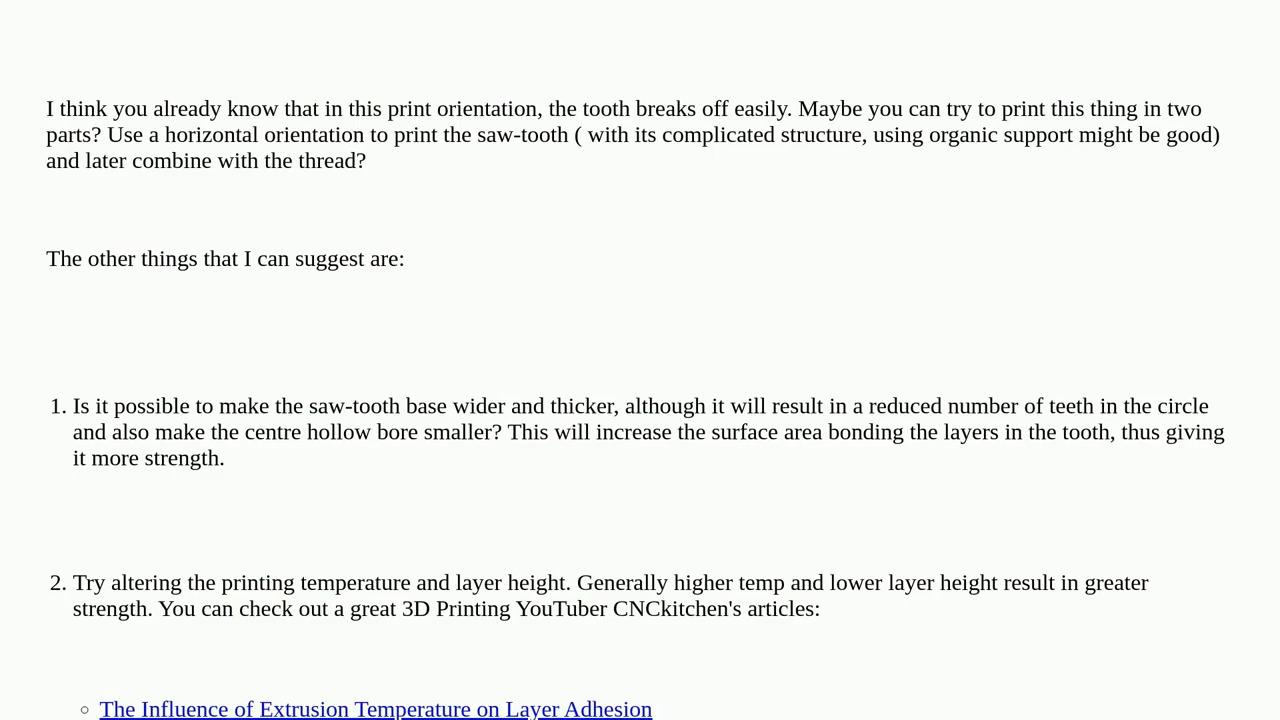 I think you already know that in this print orientation, the tooth breaks off easily. Maybe you can try to print this thing in two
parts? Use a horizontal orientation to print the saw-tooth ( with its complicated structure, using organic support might be good)
and later combine with the thread?
The other things that I can suggest are:
1. Is it possible to make the saw-tooth base wider and thicker, although it will result in a reduced number of teeth in the circle
and also make the centre hollow bore smaller? This will increase the surface area bonding the layers in the tooth, thus giving
it more strength.
2. Try altering the printing temperature and layer height. Generally higher temp and lower layer height result in greater
strength. You can check out a great 3D Printing YouTuber CNCkitchen's articles:
◦ The Influence of Extrusion Temperature on Layer Adhesion